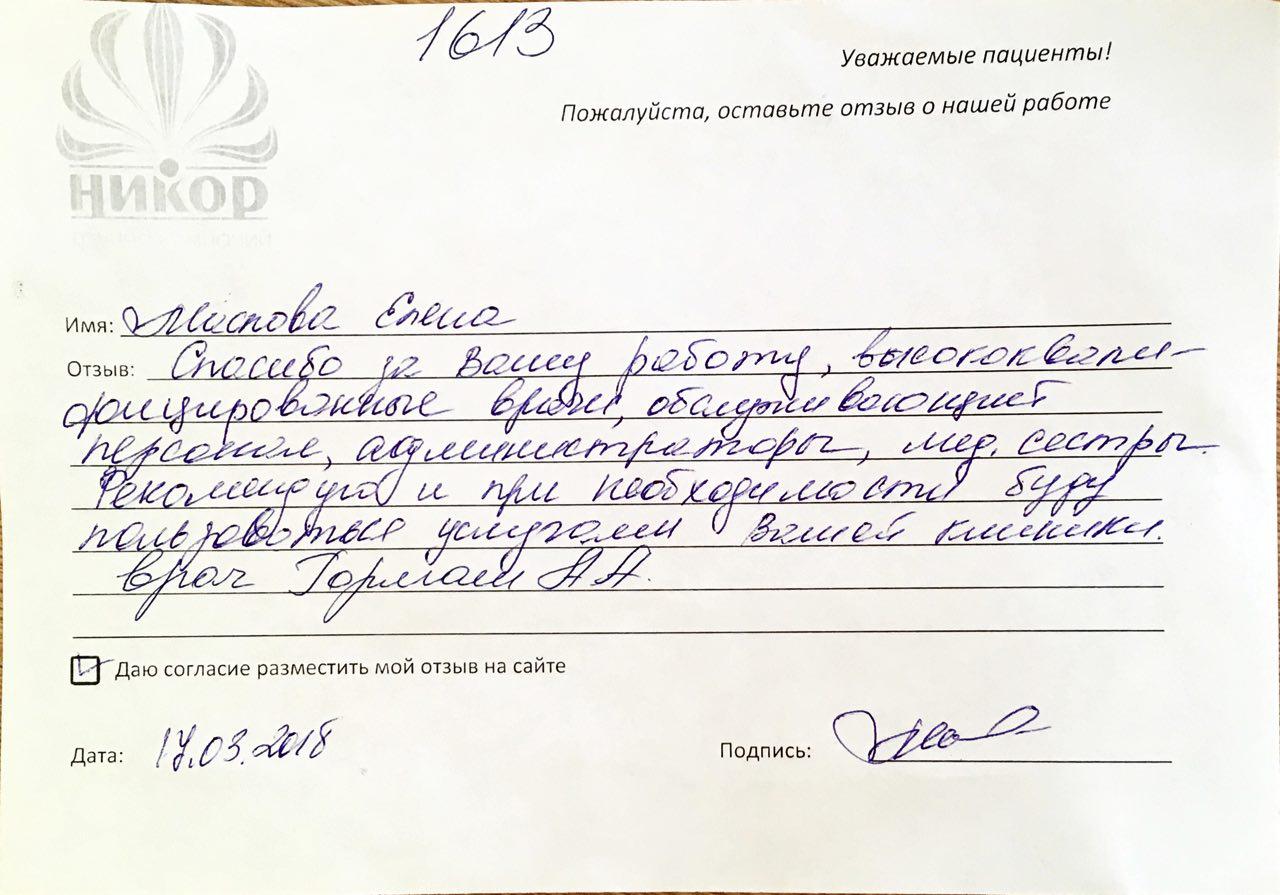 1613
Уважаемые пациенты!
Пожалуйста, оставьте отзыв о нашей работе
НИКОР
Имя: Елена
Отзыв: Спасибо за Вашу работу, высококвали-
фицированные врачи, обслуживающий
персонал, администраторы, мед. сестры.
Рекомендую и при необходимости буду
пользоваться услугами Вашей клиники.
врач Горман А А.
Даю согласие разместить мой отзыв на сайте
Дата: 17.03.2018
Подпись: